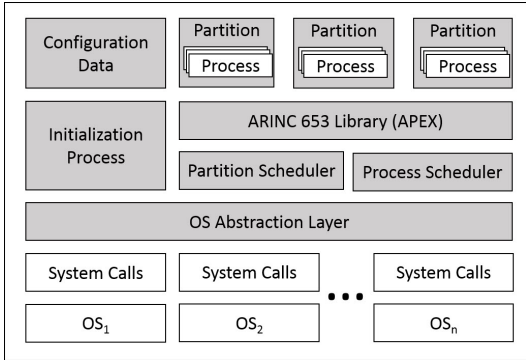 Configuration
Data
Partition
Process
Partition
Process
Partition
Process
Initialization
Process
ARINC 653 Library (APEX)
Partition Scheduler
Process Scheduler
OS Abstraction Layer
System Calls
System Calls
System Calls
...
OS₁
OS₂
OSₙ